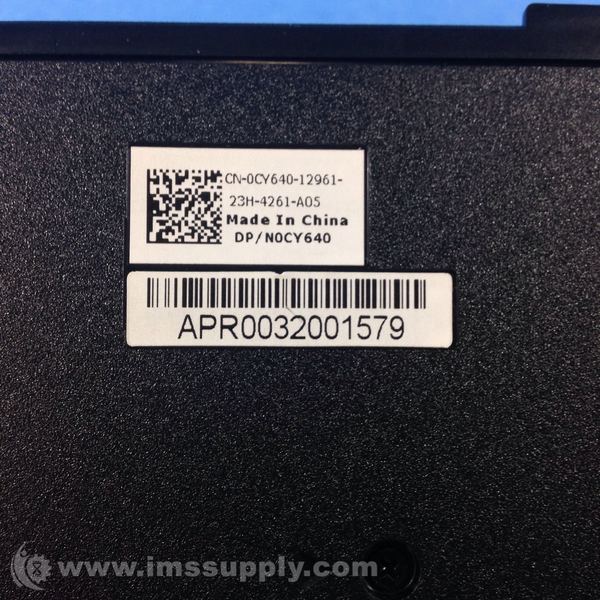 CN-0CY640-12961-
23H-4261-A05
Made In China
DP/N0CY640
APR0032001579
www.imssupply.com